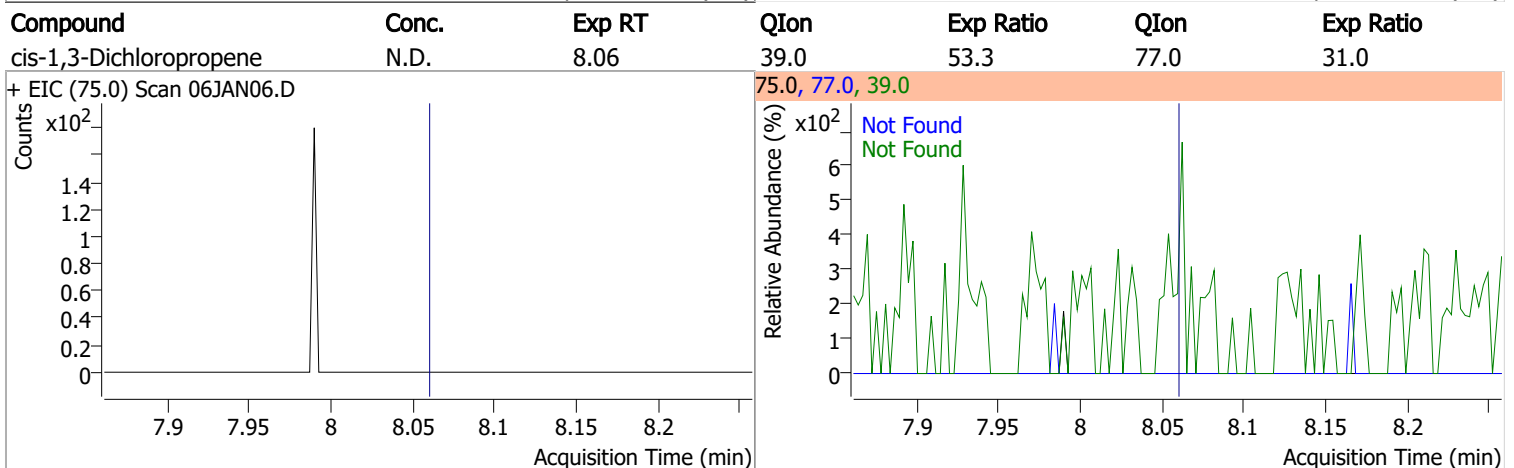 Compound Conc. Exp RT QIon Exp Ratio QIon Exp Ratio
cis-1,3-Dichloropropene N.D. 8.06 39.0 53.3 77.0 31.0
+ EIC (75.0) Scan 06JAN06.D
Counts
x10²
1.4
1.2
1
0.8
0.6
0.4
0.2
0
7.9 7.95 8 8.05 8.1 8.15 8.2
Acquisition Time (min)
75.0, 77.0, 39.0
Relative Abundance (%)
x10²
Not Found
Not Found
6
5
4
3
2
1
0
7.9 7.95 8 8.05 8.1 8.15 8.2
Acquisition Time (min)